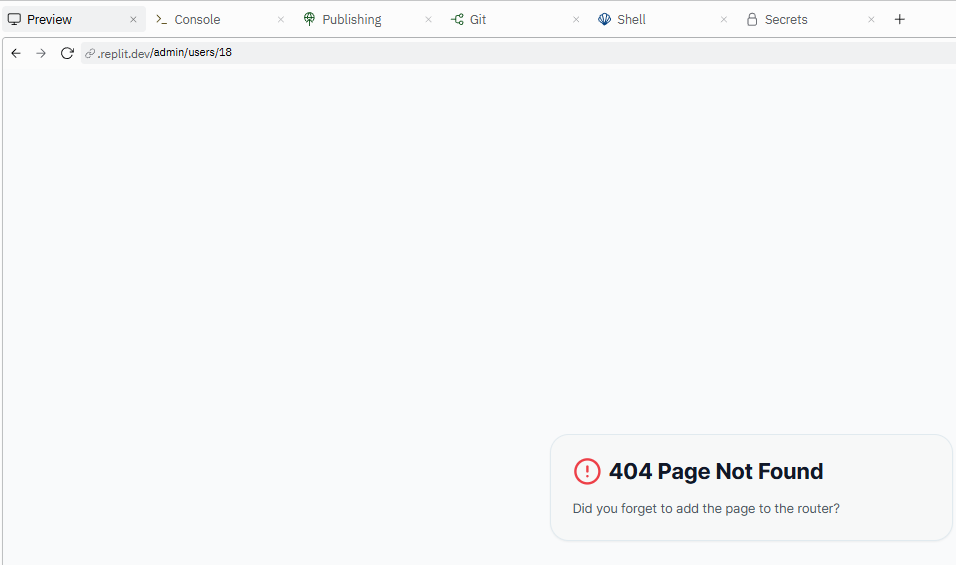 Preview Console Publishing Git Shell Secrets
.replit.dev/admin/users/18
404 Page Not Found
Did you forget to add the page to the router?